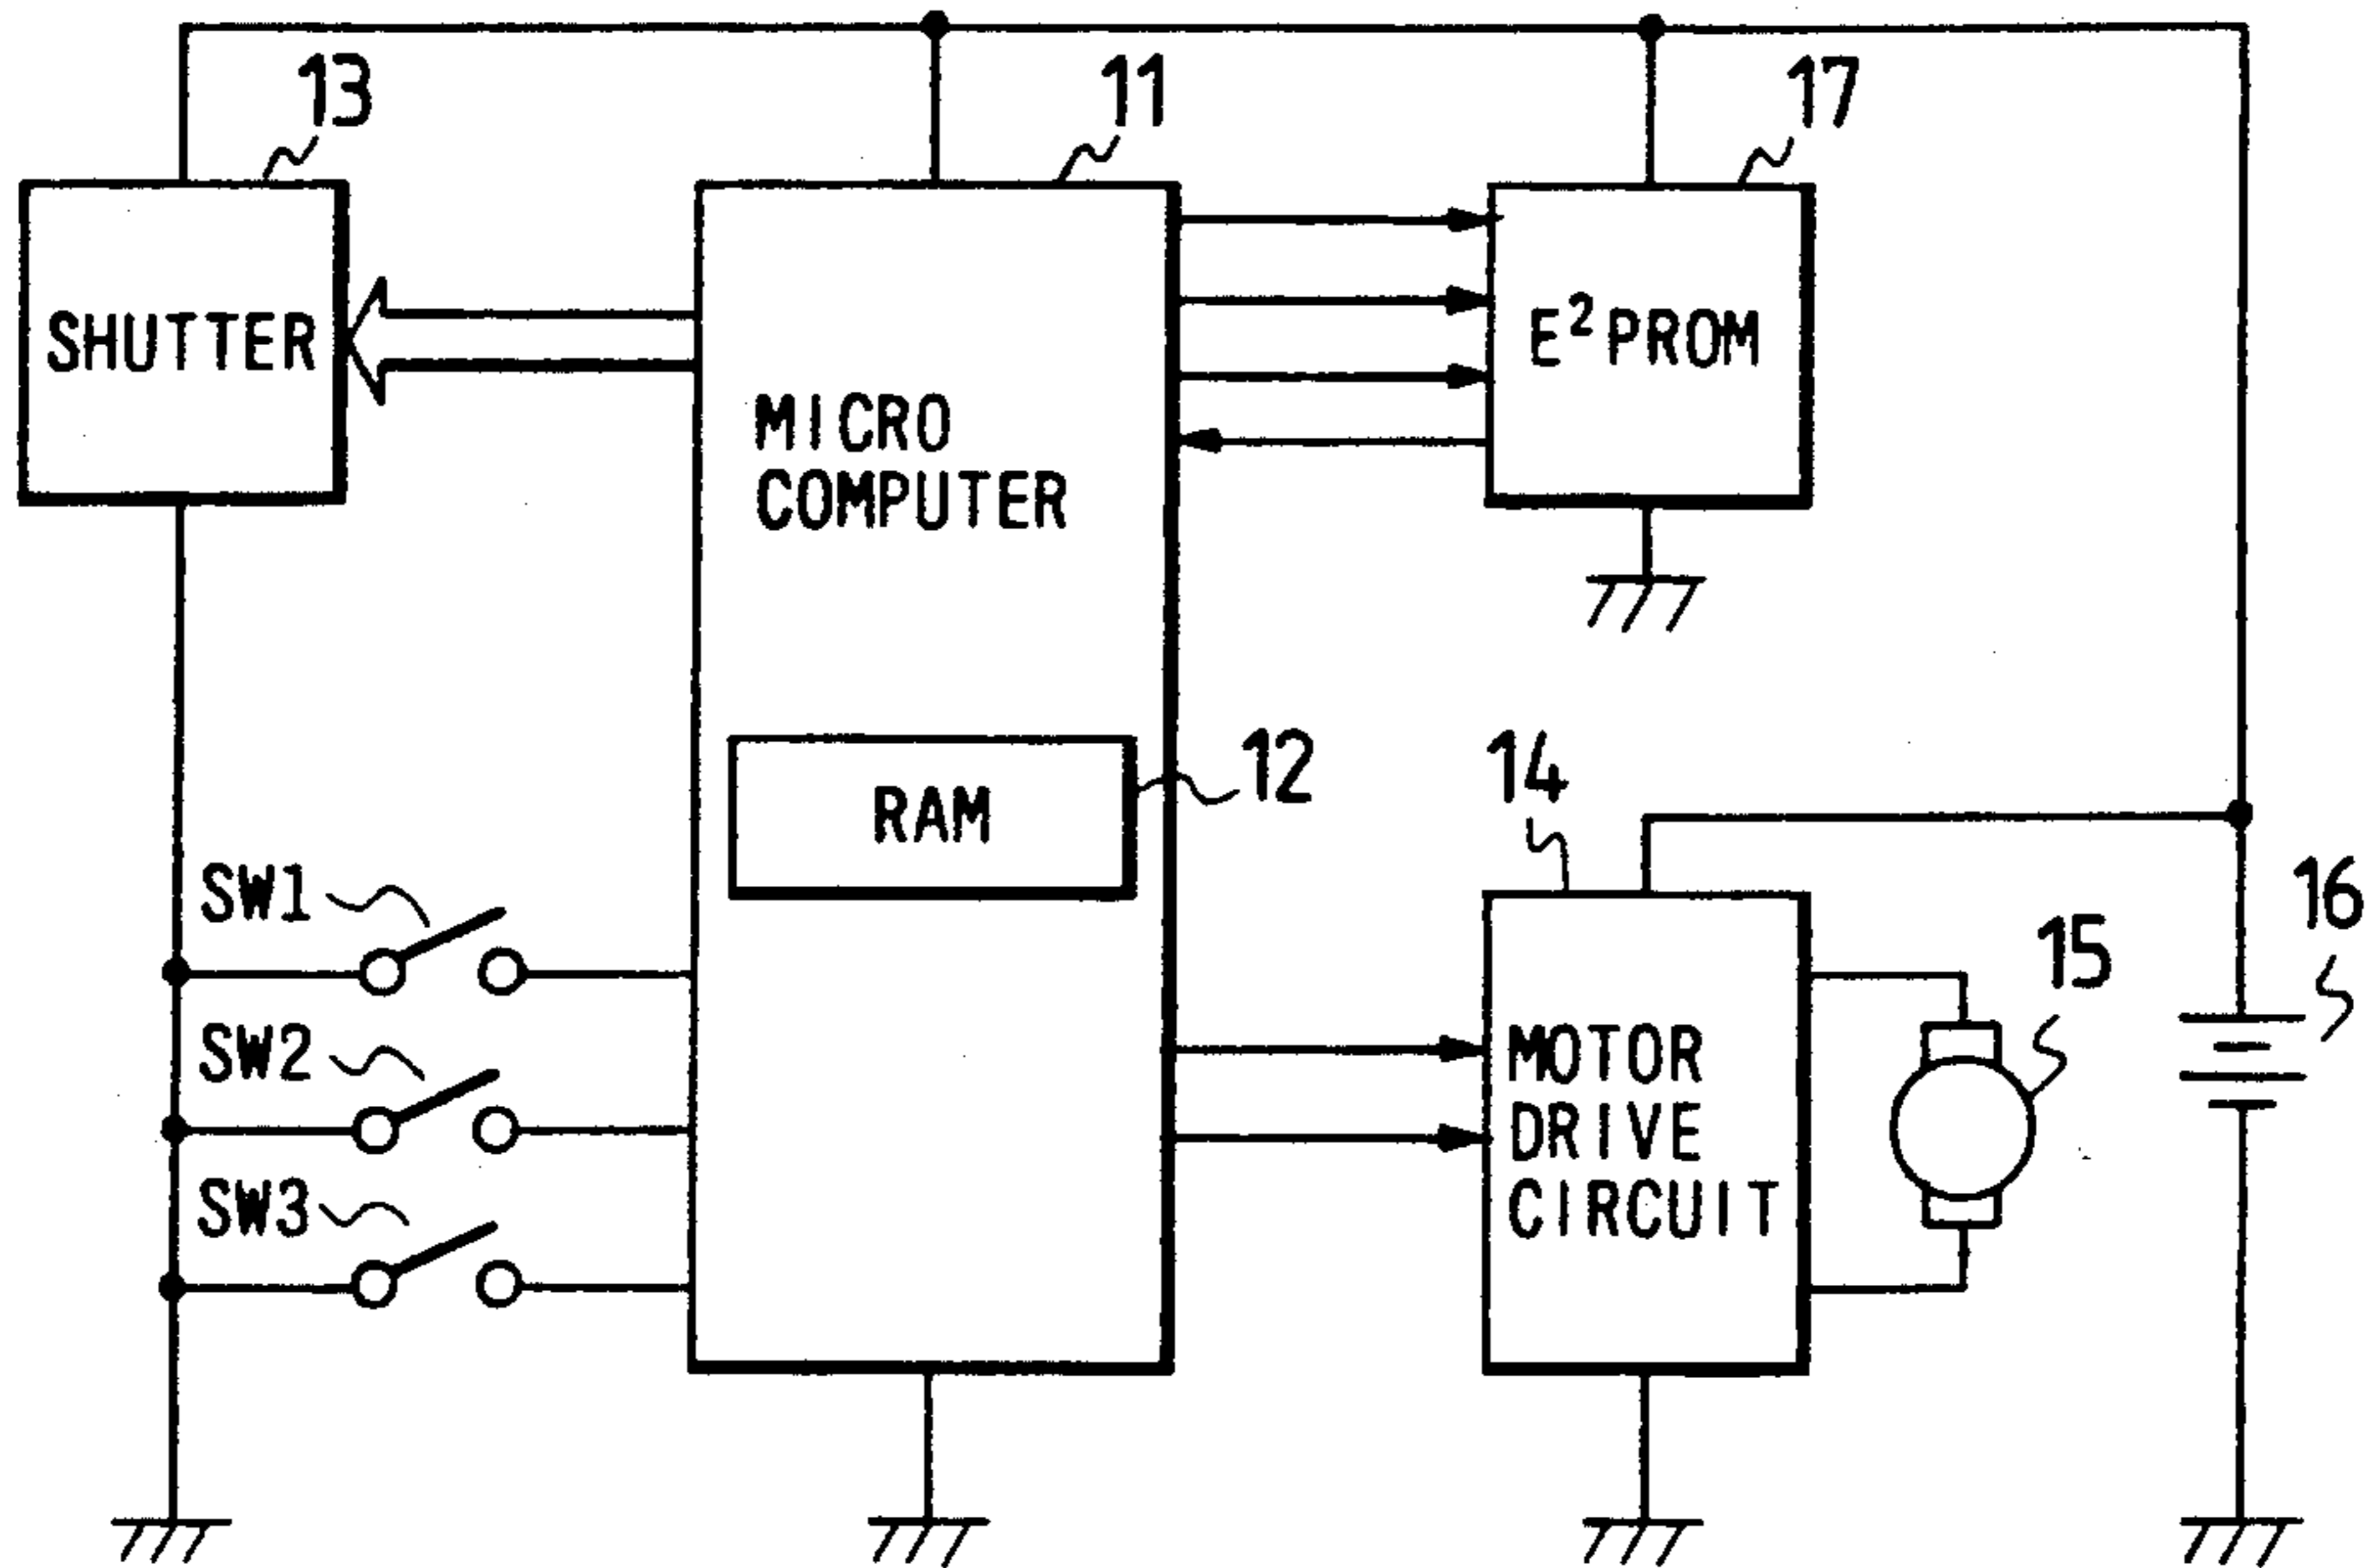 13
11
17
SHUTTER
E²PROM
MICRO
COMPUTER
12
14
RAM
SW1
16
15
SW2
MOTOR
DRIVE
CIRCUIT
SW3